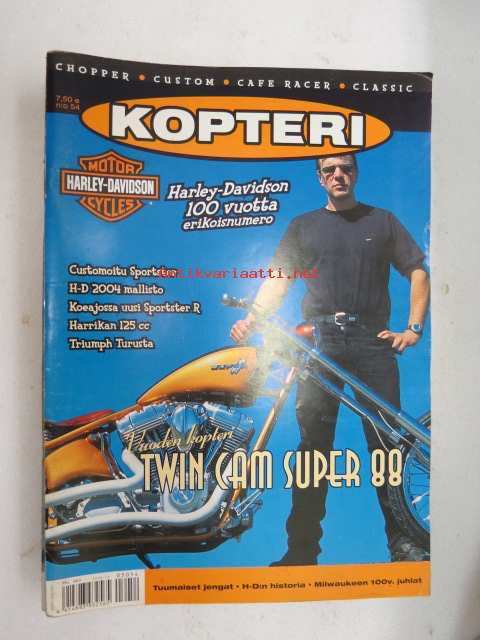 CHOPPER • CUSTOM • CAFE RACER • CLASSIC
7,50 e
n:o 54
KOPTERI
MOTOR
HARLEY-DAVIDSON
CYCLES
Harley-Davidson
100 vuotta
erikoisnumero
Customoitu Sportster
antikvariaatti.net
H-D 2004 mallisto
Koeajossa uusi Sportster R
Harrikan 125 cc
Triumph Turusta
Vuoden kopteri
TWIN CAM SUPER 88
Tuumaiset jengat • H-D:n historia • Milwaukeen 100v. juhlat